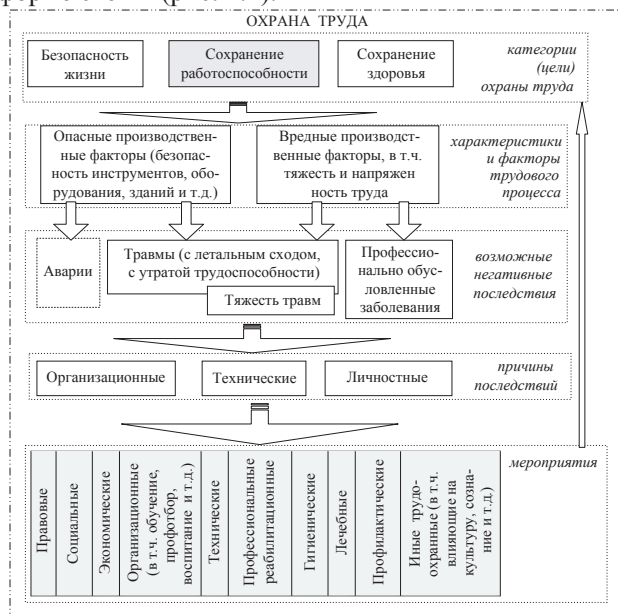 ОХРАНА ТРУДА
Безопасность
жизни
Сохранение
работоспособности
Сохранение
здоровья
категории
(цели)
охраны труда
Опасные производствен-
ные факторы (безопас-
ность инструментов, обо-
рудования, зданий и т.д.)
Вредные производст-
венные факторы, в т.ч.
тяжесть и напряжен
ность труда
характеристики
и факторы
трудового
процесса
Аварии
Травмы (с летальным сходом,
с утратой трудоспособности)
Тяжесть травм
Профессио-
нально обус-
ловленные
заболевания
возможные
негативные
последствия
Организационные
Технические
Личностные
причины
последствий
Правовые
Социальные
Экономические
Организационные
(в т.ч. обучение,
профотбор,
воспитание и т.д.)
Технические
Профессиональные
реабилитационные
Гигиенические
Лечебные
Профилактические
Иные трудо-
охранные (в т.ч.
влияющие на
культуру, созна-
ние и т.д.)
мероприятия